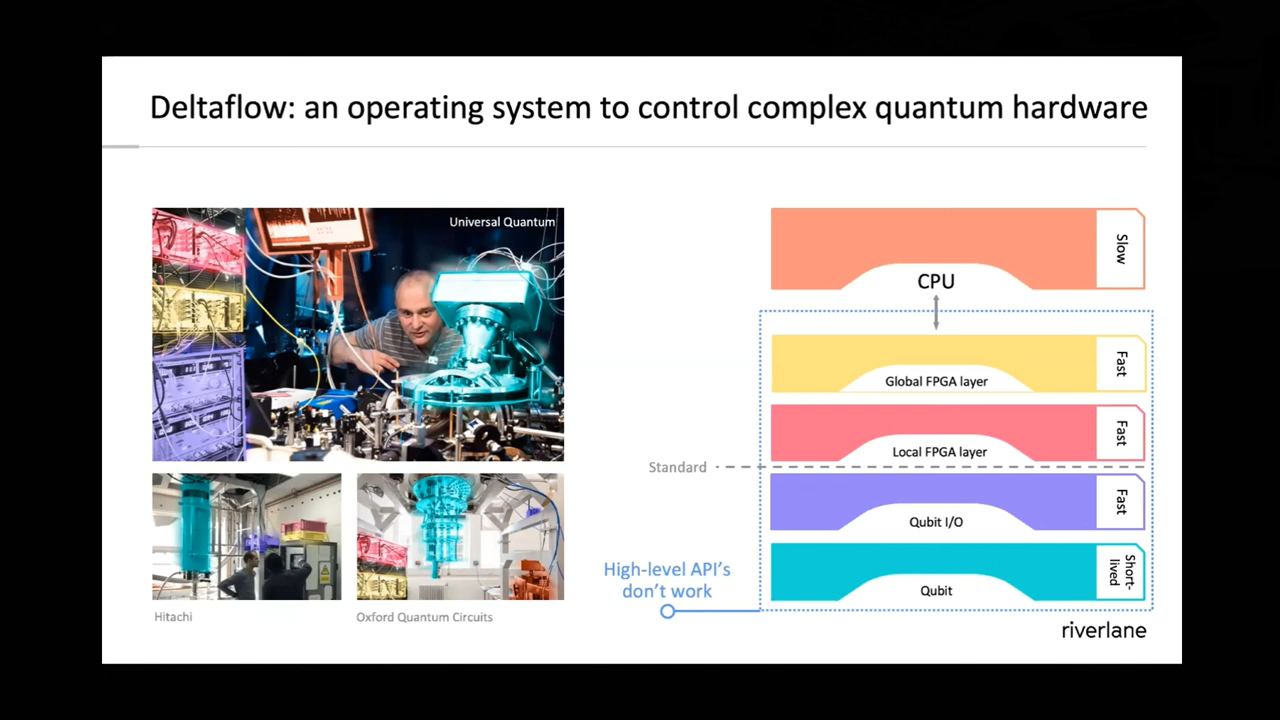 Deltaflow: an operating system to control complex quantum hardware
Universal Quantum
Hitachi
Oxford Quantum Circuits
Slow
CPU
Fast
Global FPGA layer
Fast
Local FPGA layer
Standard
Fast
Qubit I/O
High-level API's
don't work
Short-
lived
Qubit
riverlane